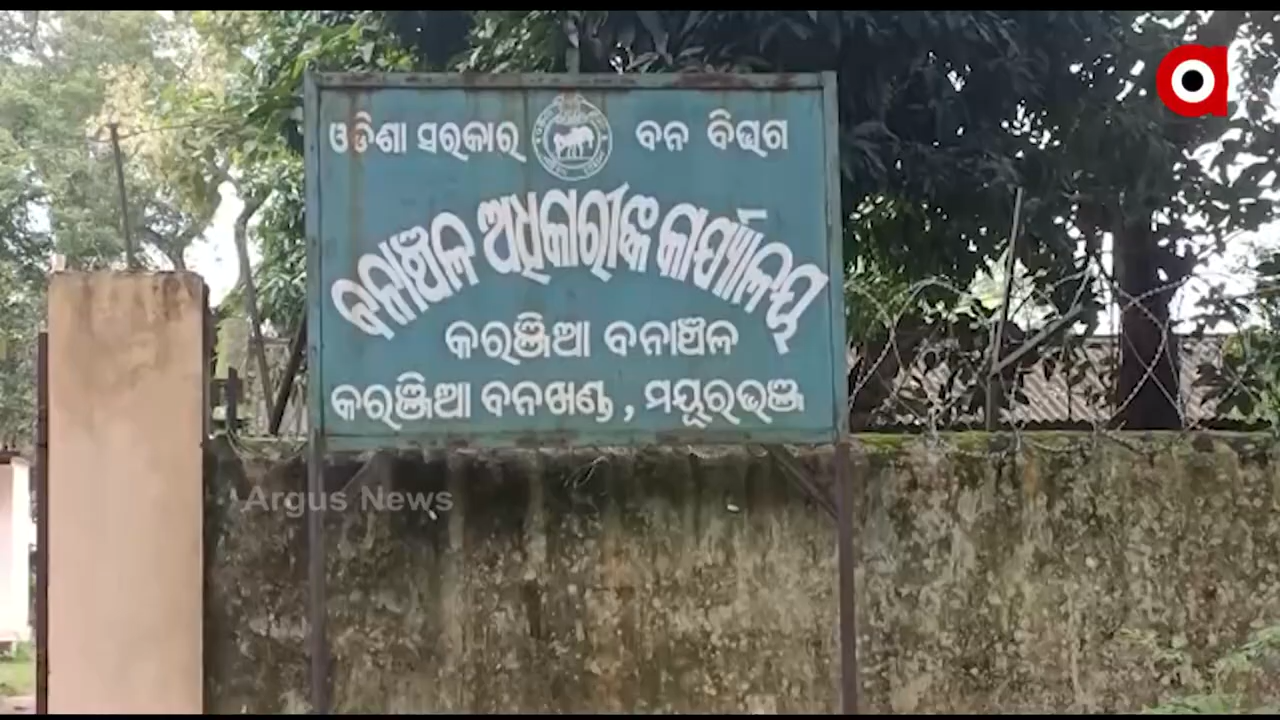 ଓଡିଶା ସରକାର ବନ ବିଭାଗ
ବନାଞ୍ଚଳ ଅଧିକାରୀଙ୍କ କାର୍ଯ୍ୟାଳୟ
କରଞ୍ଜିଆ ବନାଞ୍ଚଳ
କରଞ୍ଜିଆ ବନଖଣ୍ଡ, ମୟୂରଭଞ୍ଜ
Argus News